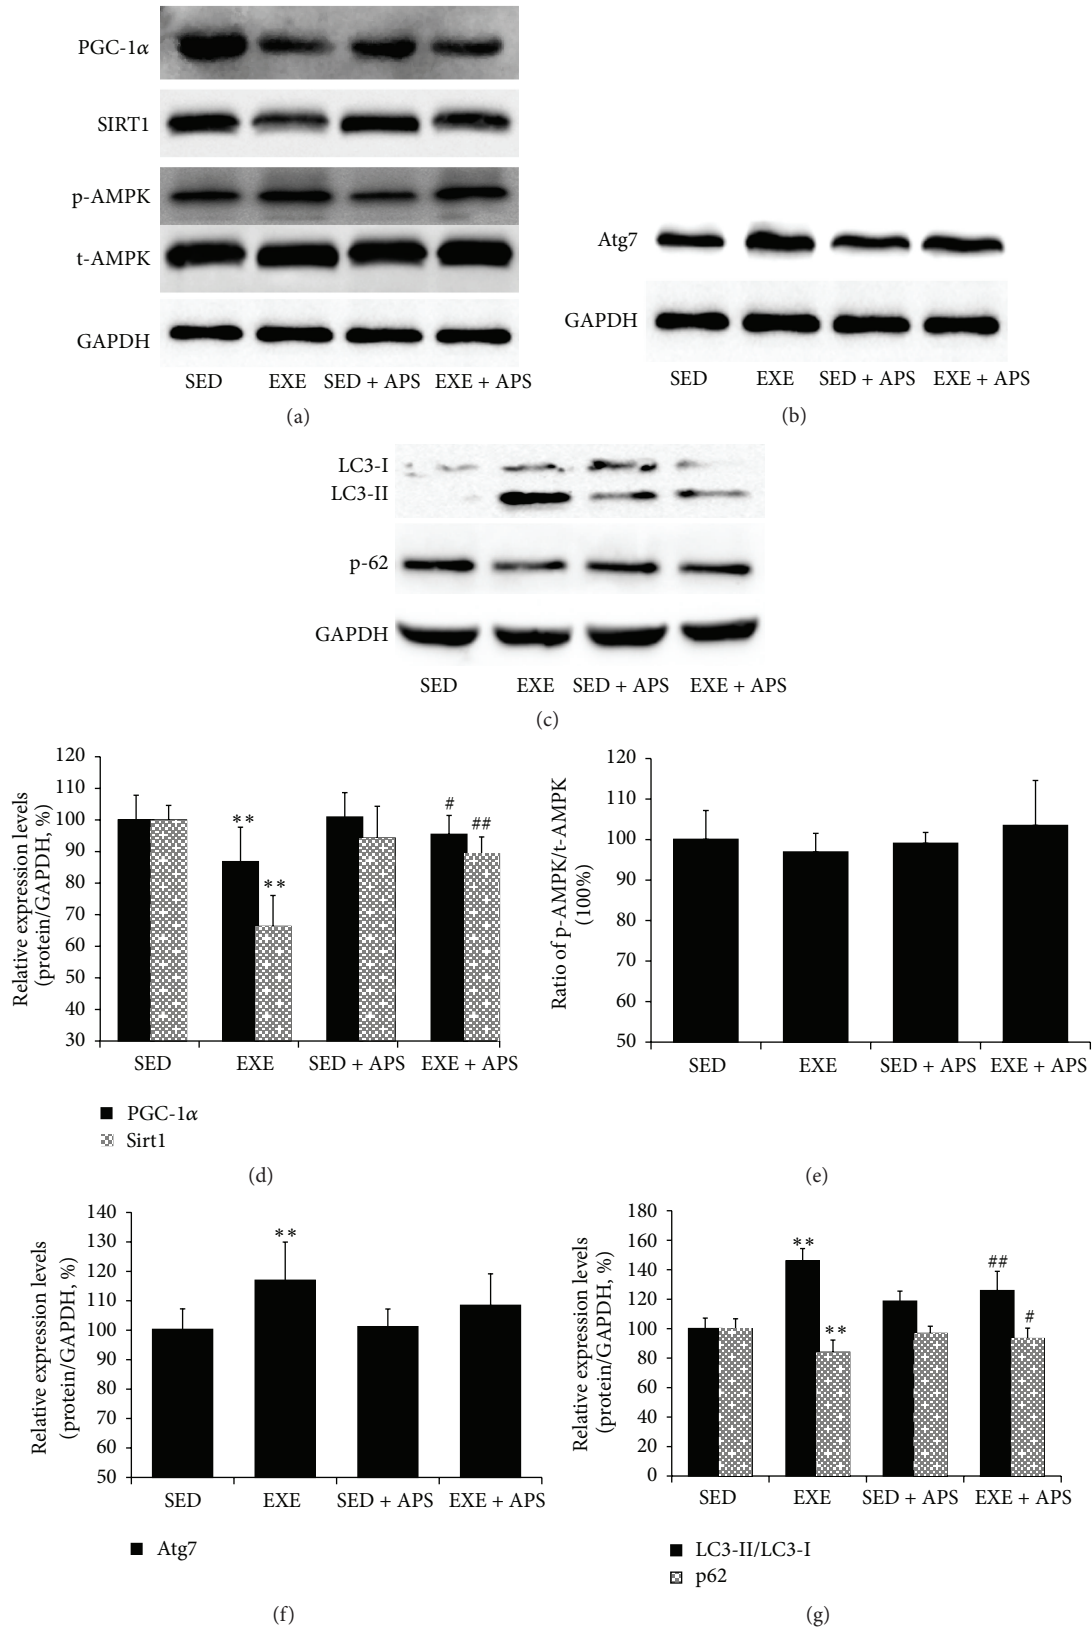 PGC-1α
SIRT1
p-AMPK
t-AMPK
GAPDH
SED EXE SED + APS EXE + APS
(a)
Atg7
GAPDH
SED EXE SED + APS EXE + APS
(b)
LC3-I
LC3-II
p-62
GAPDH
SED EXE SED + APS EXE + APS
(c)
Relative expression levels
(protein/GAPDH, %)
120
110
100
90
80
70
60
50
40
30
**
**
#
##
SED EXE SED + APS EXE + APS
PGC-1α
Sirt1
(d)
Ratio of p-AMPK/t-AMPK
(100%)
120
110
100
90
80
70
60
50
SED EXE SED + APS EXE + APS
(e)
Relative expression levels
(protein/GAPDH, %)
140
130
120
110
100
90
80
70
60
50
**
SED EXE SED + APS EXE + APS
Atg7
(f)
Relative expression levels
(protein/GAPDH, %)
180
160
140
120
100
80
60
40
20
0
**
**
##
#
SED EXE SED + APS EXE + APS
LC3-II/LC3-I
p62
(g)